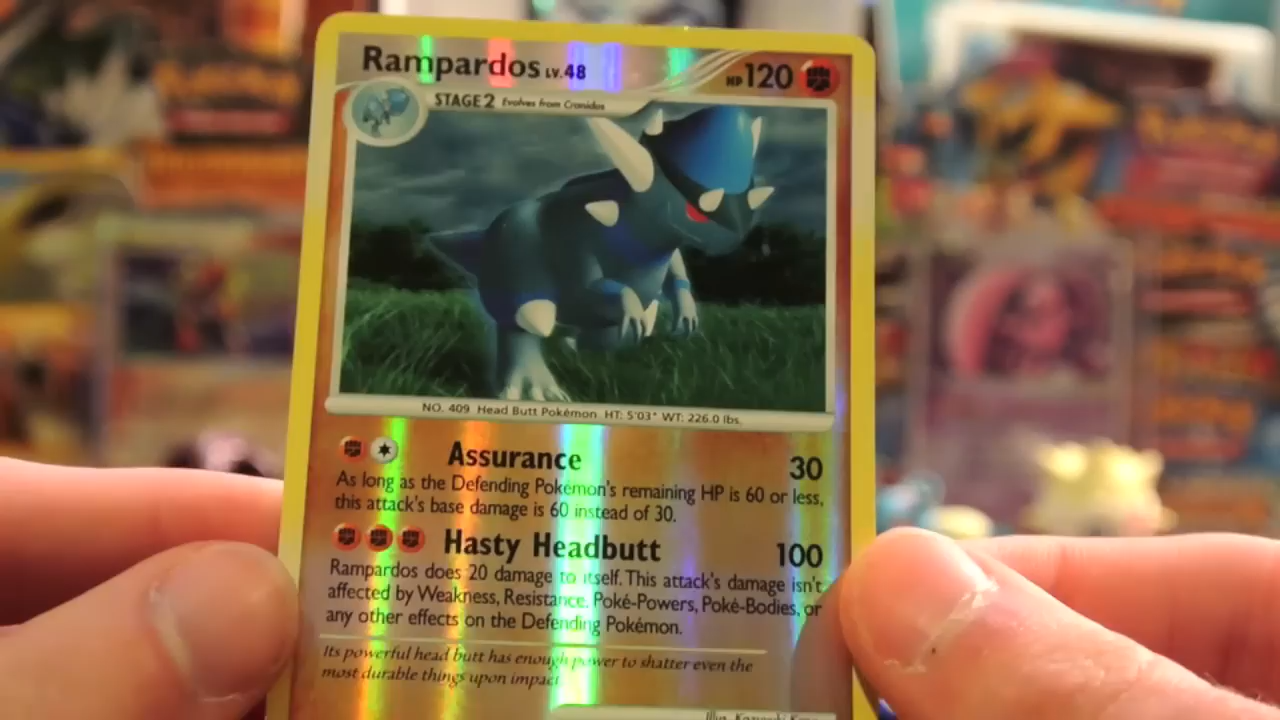 Rampardos LV.48 HP 120
STAGE 2 Evolves from Cranidos
NO. 409 Head Butt Pokémon HT: 5'03" WT: 226.0 lbs.
Assurance 30
As long as the Defending Pokémon's remaining HP is 60 or less,
this attack's base damage is 60 instead of 30.
Hasty Headbutt 100
Rampardos does 20 damage to itself. This attack's damage isn't
affected by Weakness, Resistance, Poké-Powers, Poké-Bodies, or
any other effects on the Defending Pokémon.
Its powerful head butt has enough power to shatter even the
most durable things upon impact.
Illus.